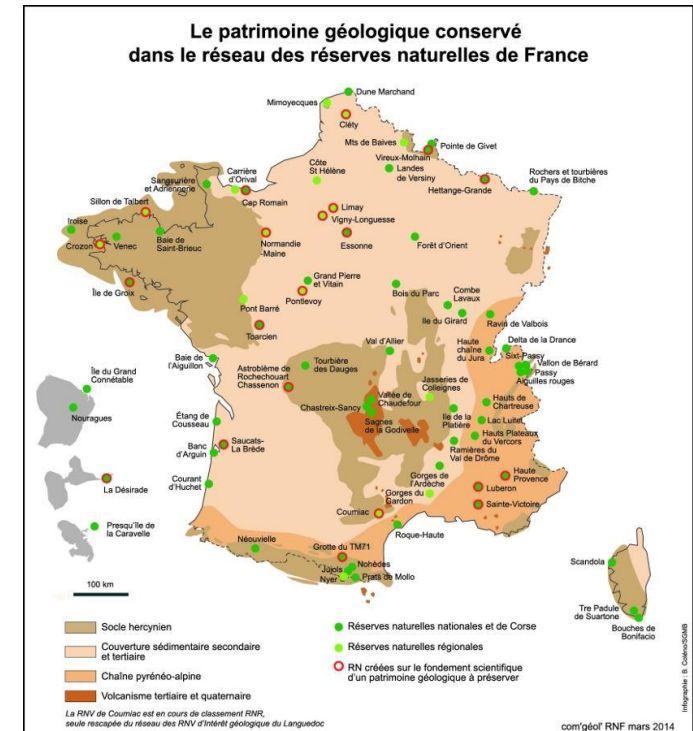 Le patrimoine géologique conservé
dans le réseau des réserves naturelles de France
Dune Marchand
Mimoyecques
Cléty
Mts de Baives
Pointe de Givet
Vireux-Molhain
Carrière
d'Orival
Côte
St Hélène
Landes
de Versiny
Hettange-Grande
Rochers et tourbières
du Pays de Bitche
Sangsurière
et Adriennerie
Sillon de Talbert
Cap Romain
Limay
Vigny-Longuesse
Iroise
Crozon
Venec
Baie de
Saint-Brieuc
Normandie
-Maine
Essonne
Forêt d'Orient
Île de Groix
Grand Pierre
et Vitain
Pontlevoy
Bois du Parc
Combe
Lavaux
Pont Barré
Ile du Girard
Ravin de Valbois
Toarcien
Val d'Allier
Haute
chaîne
du Jura
Delta de la Drance
Sixt-Passy
Vallon de Bérard
Passy
Aiguilles rouges
Baie de
l'Aiguillon
Astroblème de
Rochechouart
Chassenon
Tourbière
des Dauges
Jasseries de
Colleignes
Île du Grand
Connétable
Vallée de
Chaudefour
Chastreix-Sancy
Hauts de
Chartreuse
Nouragues
Étang de
Cousseau
Sagnes
de la Godivelle
Ile de la
Platière
Lac Luitel
Hauts Plateaux
du Vercors
Banc
d'Arguin
Saucats-
La Brède
Ramières du
Val de Drôme
La Désirade
Courant
d'Huchet
Gorges de
l'Ardèche
Gorges du
Gardon
Haute
Provence
Luberon
Sainte-Victoire
Coumiac
Presqu'île de
la Caravelle
Néouvielle
Grotte du TM71
Roque-Haute
Nohèdes
Jujols
Nyer
Prats de Mollo
Scandola
100 km
Tre Padule
de Suartone
Bouches de
Bonifacio
Socle hercynien
Couverture sédimentaire secondaire
et tertiaire
Chaîne pyrénéo-alpine
Volcanisme tertiaire et quaternaire
Réserves naturelles nationales et de Corse
Réserves naturelles régionales
RN créées sur le fondement scientifique
d'un patrimoine géologique à préserver
La RNV de Coumiac est en cours de classement RNR,
seule rescapée du réseau des RNV d'Intérêt géologique du Languedoc
com'géol' RNF mars 2014
Infographie : B. Coléno/SGMB